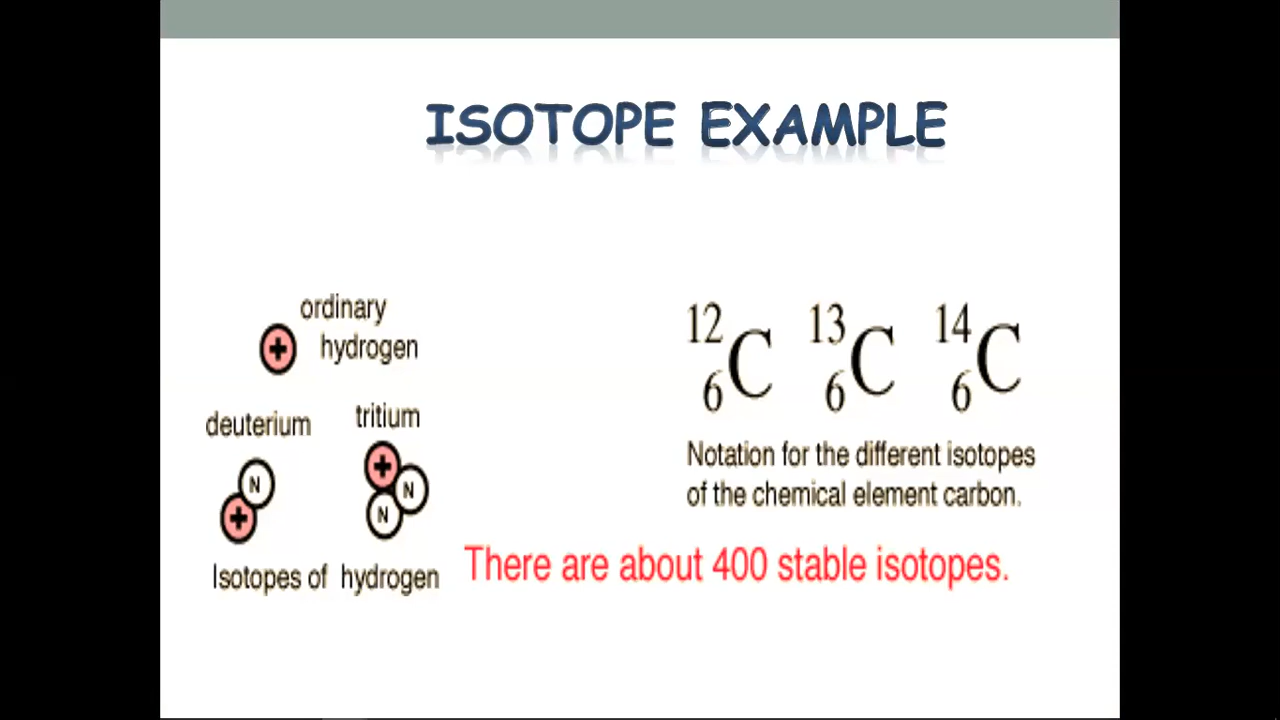 ISOTOPE EXAMPLE
ordinary
hydrogen
+
deuterium
N
+
tritium
+
N
N
Isotopes of hydrogen
12 6 C 13 6 C 14 6 C
Notation for the different isotopes
of the chemical element carbon.
There are about 400 stable isotopes.